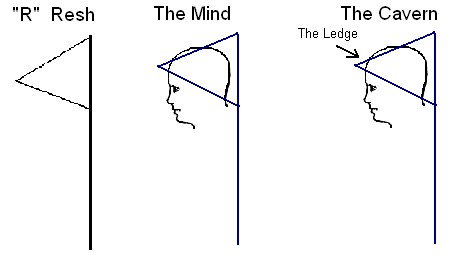 "R" Resh
The Mind
The Cavern
The Ledge